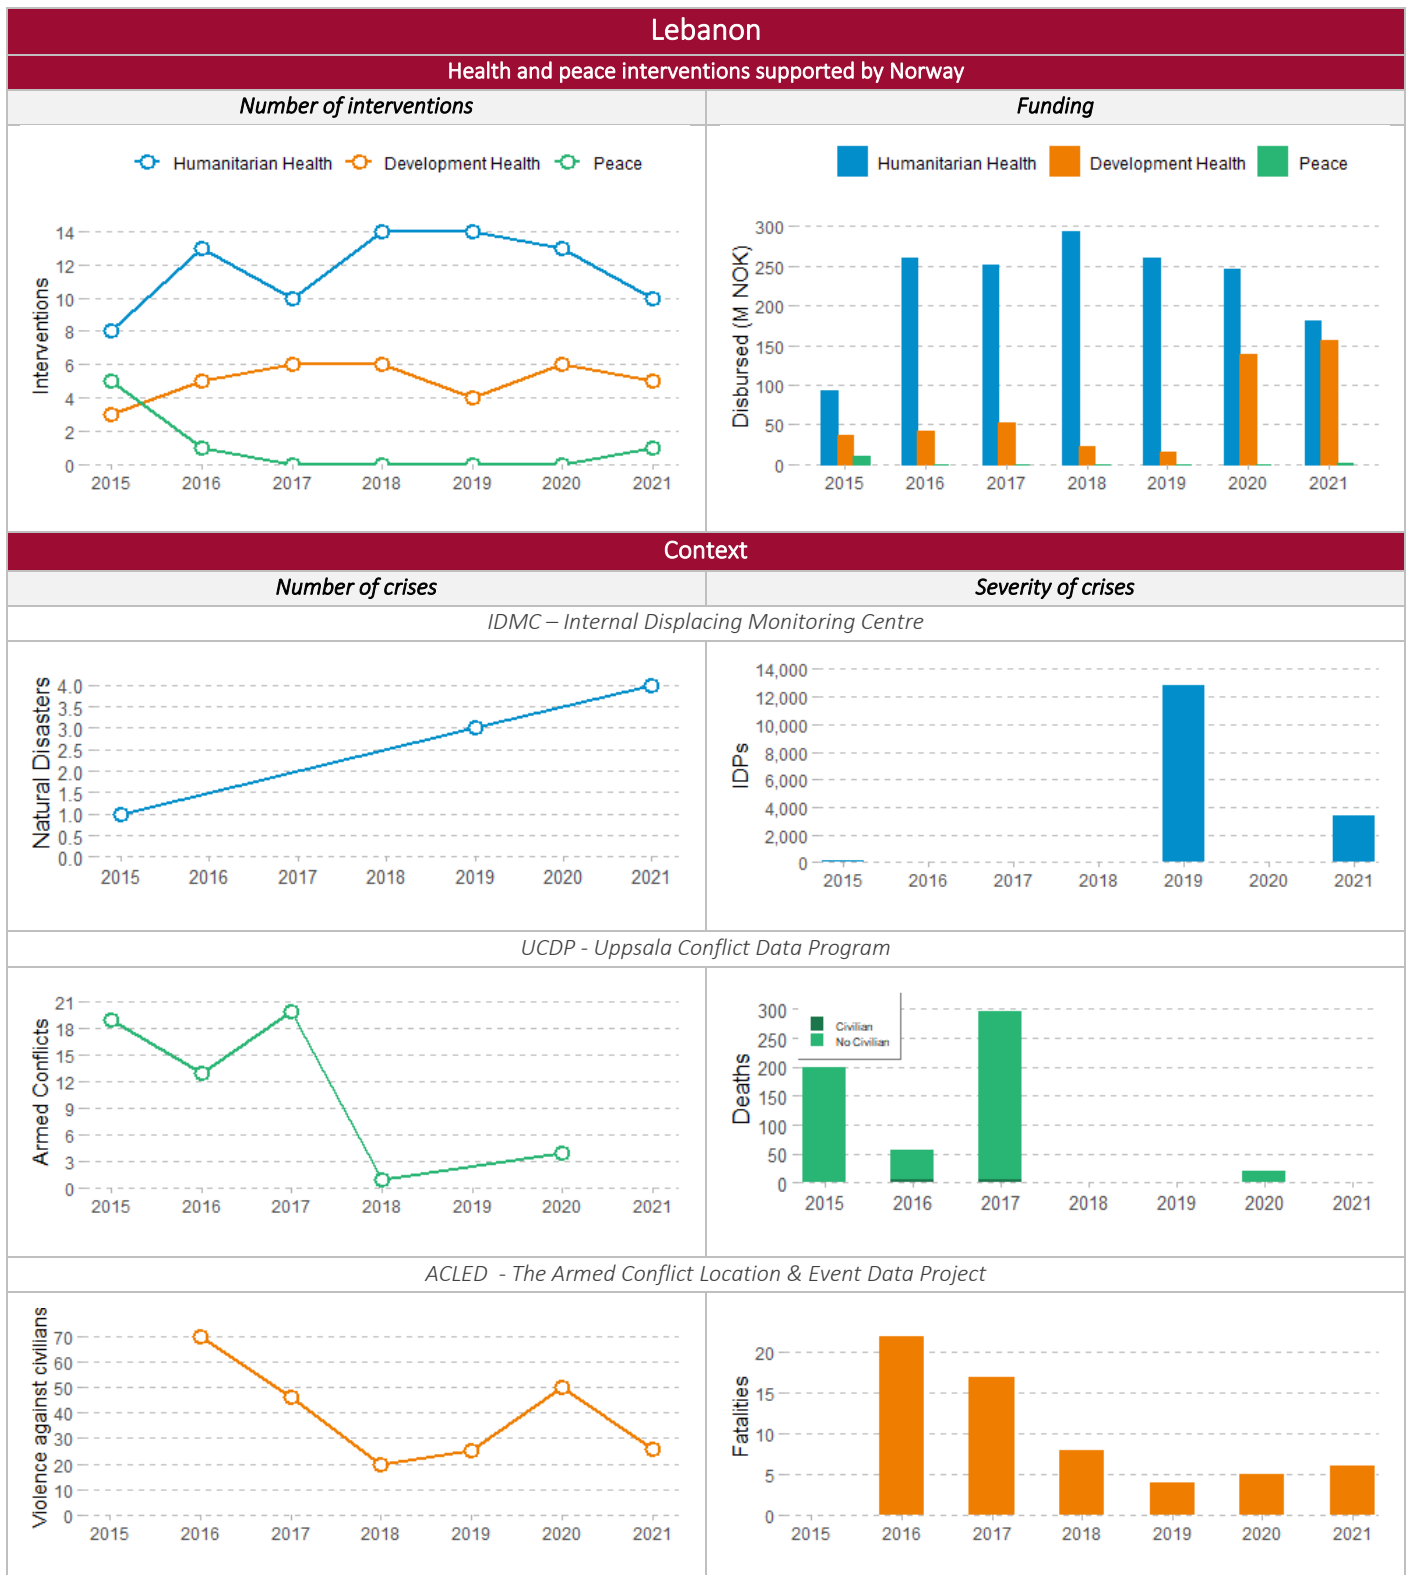 Lebanon
Health and peace interventions supported by Norway
Number of interventions
Funding
Humanitarian Health Development Health Peace
Interventions
14
12
10
8
6
4
2
0
2015 2016 2017 2018 2019 2020 2021
Humanitarian Health Development Health Peace
Disbursed (M NOK)
300
250
200
150
100
50
0
2015 2016 2017 2018 2019 2020 2021
Context
Number of crises
Severity of crises
IDMC – Internal Displacing Monitoring Centre
Natural Disasters
4.0
3.5
3.0
2.5
2.0
1.5
1.0
0.5
0.0
2015 2016 2017 2018 2019 2020 2021
IDPs
14,000
12,000
10,000
8,000
6,000
4,000
2,000
0
2015 2016 2017 2018 2019 2020 2021
UCDP - Uppsala Conflict Data Program
Armed Conflicts
21
18
15
12
9
6
3
0
2015 2016 2017 2018 2019 2020 2021
Deaths
300
250
200
150
100
50
0
Civilian
No Civilian
2015 2016 2017 2018 2019 2020 2021
ACLED - The Armed Conflict Location & Event Data Project
Violence against civilians
70
60
50
40
30
20
10
0
2015 2016 2017 2018 2019 2020 2021
Fatalities
20
15
10
5
0
2015 2016 2017 2018 2019 2020 2021